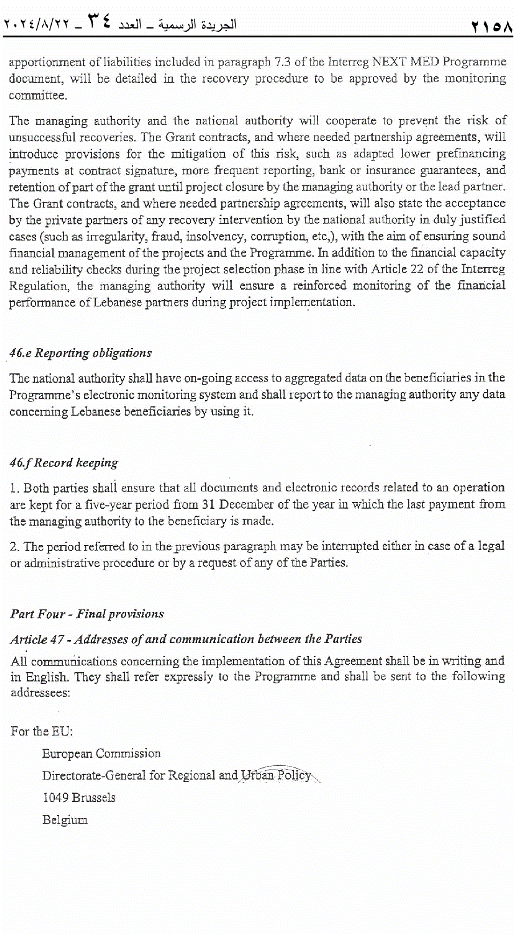 ٢١٥٨ الجريدة الرسمية - العدد ٣٤ - ٢٠٢٤/٨/٢٢
apportionment of liabilities included in paragraph 7.3 of the Interreg NEXT MED Programme
document, will be detailed in the recovery procedure to be approved by the monitoring
committee.
The managing authority and the national authority will cooperate to prevent the risk of
unsuccessful recoveries. The Grant contracts, and where needed partnership agreements, will
introduce provisions for the mitigation of this risk, such as adapted lower prefinancing
payments at contract signature, more frequent reporting, bank or insurance guarantees, and
retention of part of the grant until project closure by the managing authority or the lead partner.
The Grant contracts, and where needed partnership agreements, will also state the acceptance
by the private partners of any recovery intervention by the national authority in duly justified
cases (such as irregularity, fraud, insolvency, corruption, etc,), with the aim of ensuring sound
financial management of the projects and the Programme. In addition to the financial capacity
and reliability checks during the project selection phase in line with Article 22 of the Interreg
Regulation, the managing authority will ensure a reinforced monitoring of the financial
performance of Lebanese partners during project implementation.
46.e Reporting obligations
The national authority shall have on-going access to aggregated data on the beneficiaries in the
Programme's electronic monitoring system and shall report to the managing authority any data
concerning Lebanese beneficiaries by using it.
46.f Record keeping
1. Both parties shall ensure that all documents and electronic records related to an operation
are kept for a five-year period from 31 December of the year in which the last payment from
the managing authority to the beneficiary is made.
2. The period referred to in the previous paragraph may be interrupted either in case of a legal
or administrative procedure or by a request of any of the Parties.
Part Four - Final provisions
Article 47 - Addresses of and communication between the Parties
All communications concerning the implementation of this Agreement shall be in writing and
in English. They shall refer expressly to the Programme and shall be sent to the following
addressees:
For the EU:
European Commission
Directorate-General for Regional and Urban Policy
1049 Brussels
Belgium